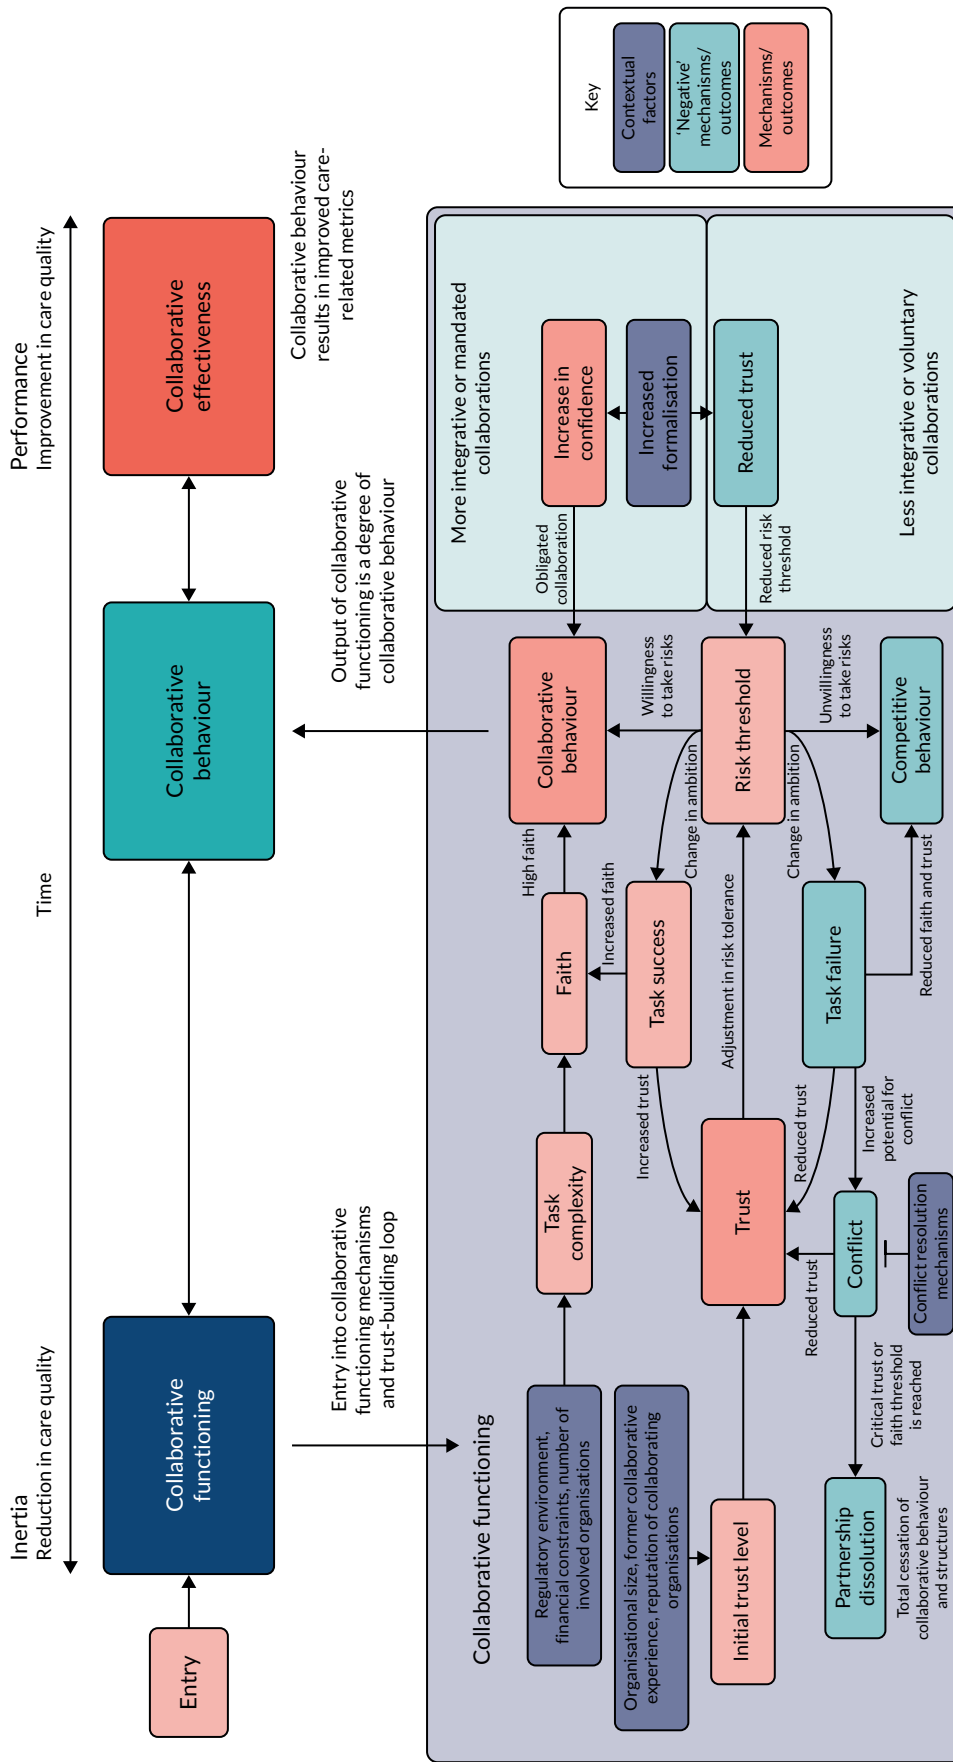 Inertia
Reduction in care quality
Time
Performance
Improvement in care quality
Entry
Collaborative
functioning
Collaborative
behaviour
Collaborative
effectiveness
Entry into collaborative
functioning mechanisms
and trust-building loop
Output of collaborative
functioning is a degree of
collaborative behaviour
Collaborative behaviour
results in improved care-
related metrics
Collaborative functioning
Regulatory environment,
financial constraints, number of
involved organisations
Task
complexity
Faith
High faith
Collaborative
behaviour
Obligated
collaboration
More integrative or mandated
collaborations
Increase in
confidence
Increased
formalisation
Reduced trust
Less integrative or voluntary
collaborations
Reduced risk
threshold
Organisational size, former collaborative
experience, reputation of collaborating
organisations
Initial trust level
Increased faith
Task success
Increased trust
Change in ambition
Willingness
to take risks
Trust
Adjustment in risk tolerance
Risk threshold
Reduced trust
Reduced trust
Change in ambition
Unwillingness
to take risks
Task failure
Increased
potential for
conflict
Reduced faith and trust
Competitive
behaviour
Partnership
dissolution
Total cessation of
collaborative behaviour
and structures
Critical trust or
faith threshold
is reached
Conflict
Conflict resolution
mechanisms
Key
Contextual
factors
‘Negative’
mechanisms/
outcomes
Mechanisms/
outcomes